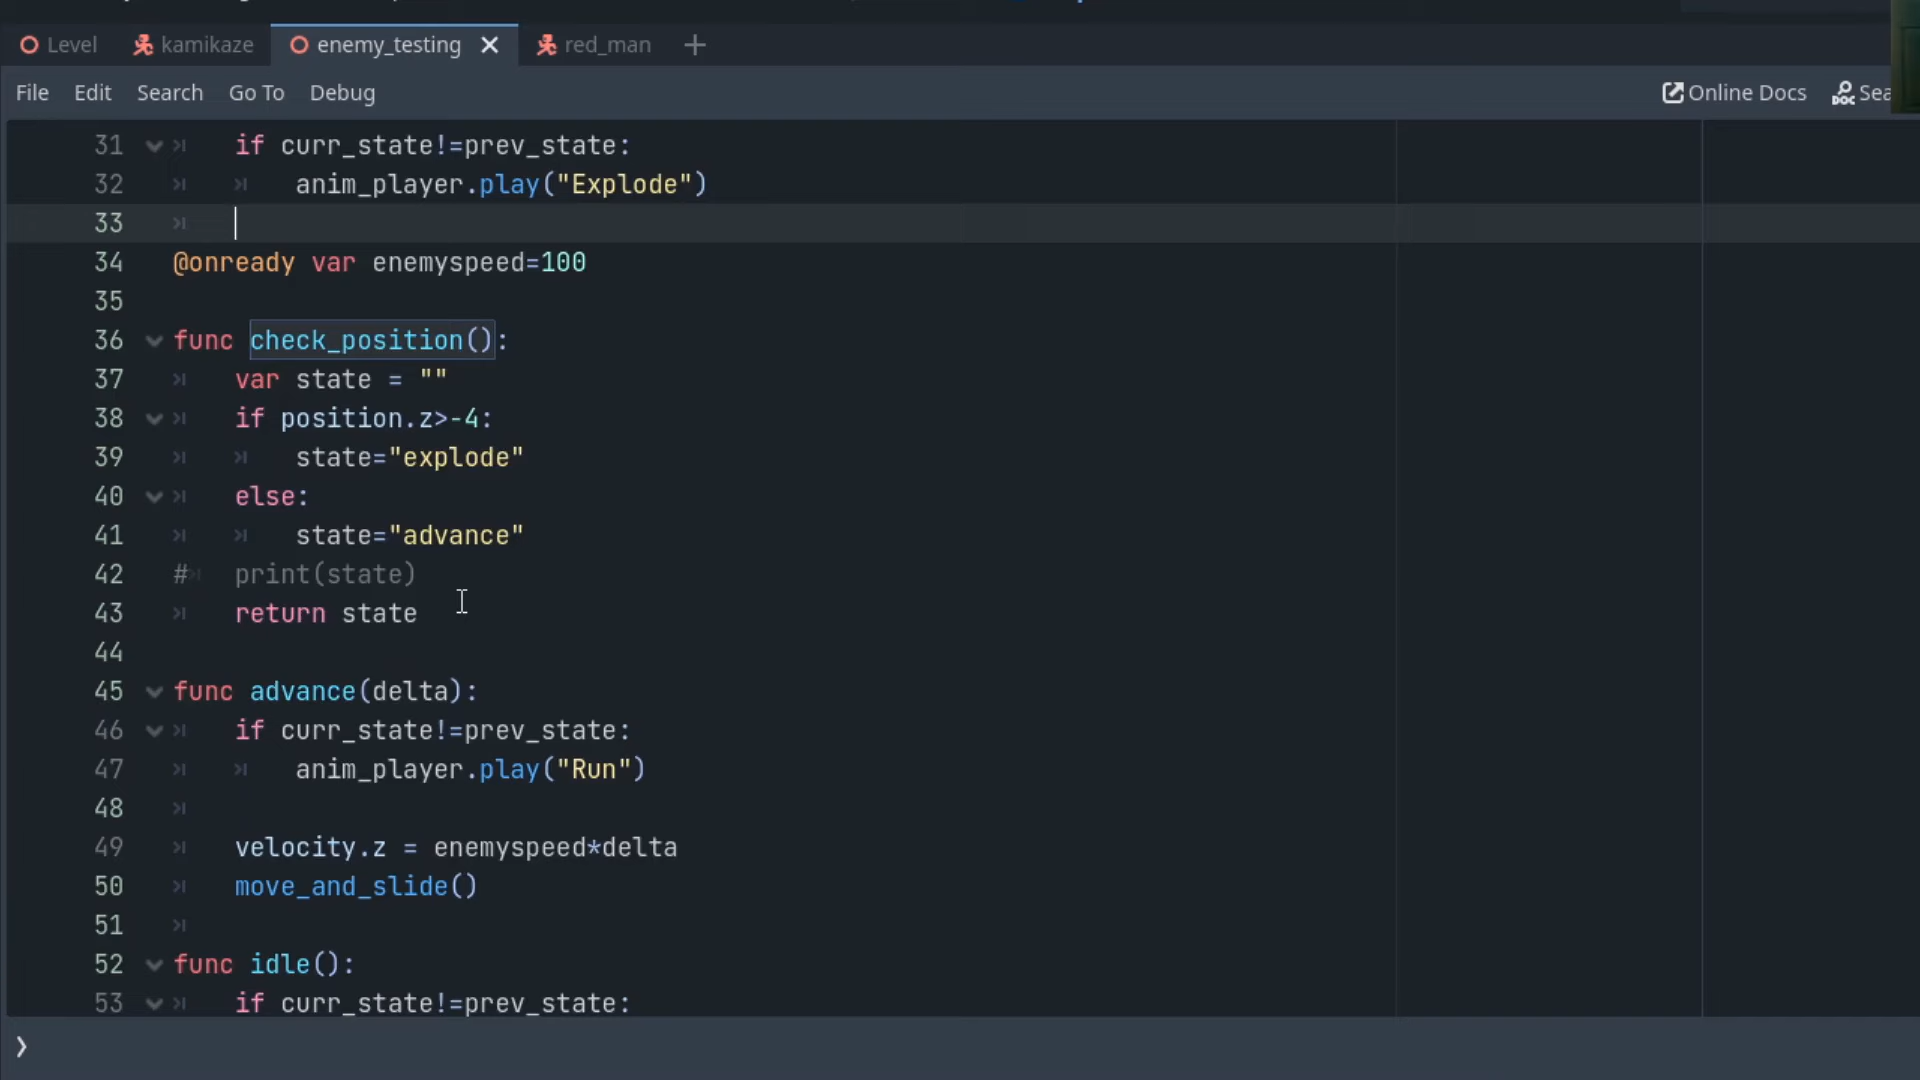 Level kamikaze enemy_testing red_man
File Edit Search Go To Debug Online Docs Sea
31 if curr_state!=prev_state:
32 anim_player.play("Explode")
33
34 @onready var enemyspeed=100
35
36 func check_position():
37 var state = ""
38 if position.z>-4:
39 state="explode"
40 else:
41 state="advance"
42 # print(state)
43 return state
44
45 func advance(delta):
46 if curr_state!=prev_state:
47 anim_player.play("Run")
48
49 velocity.z = enemyspeed*delta
50 move_and_slide()
51
52 func idle():
53 if curr_state!=prev_state: